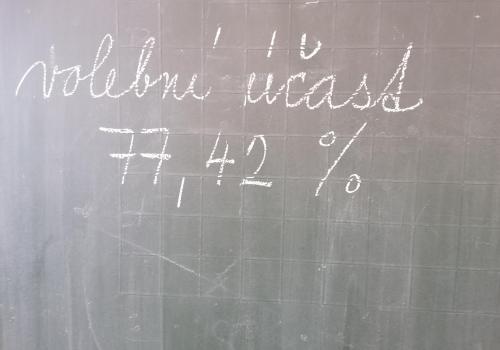 volební účast
77,42 %